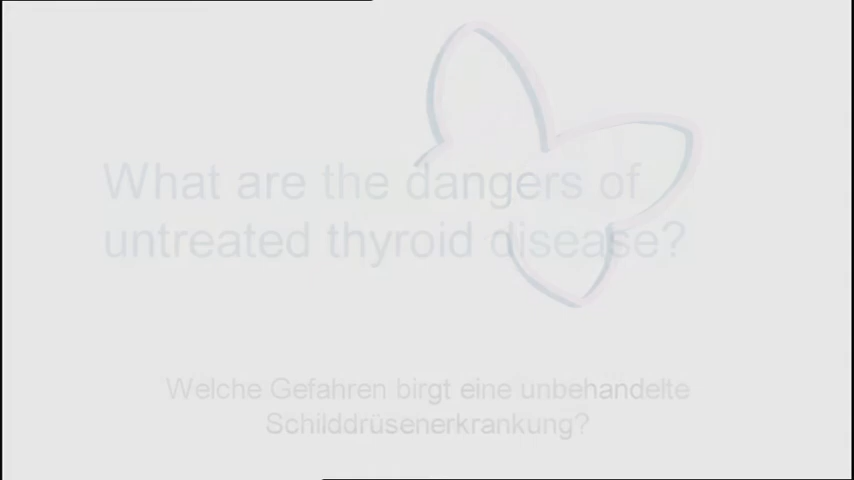 What are the dangers of
untreated thyroid disease?
Welche Gefahren birgt eine unbehandelte
Schilddrüsenerkrankung?